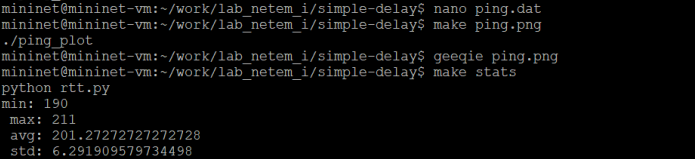 mininet@mininet-vm:~/work/lab_netem_i/simple-delay$ nano ping.dat
mininet@mininet-vm:~/work/lab_netem_i/simple-delay$ make ping.png
./ping_plot
mininet@mininet-vm:~/work/lab_netem_i/simple-delay$ geeqie ping.png
mininet@mininet-vm:~/work/lab_netem_i/simple-delay$ make stats
python rtt.py
min: 190
max: 211
avg: 201.27272727272728
std: 6.291909579734498